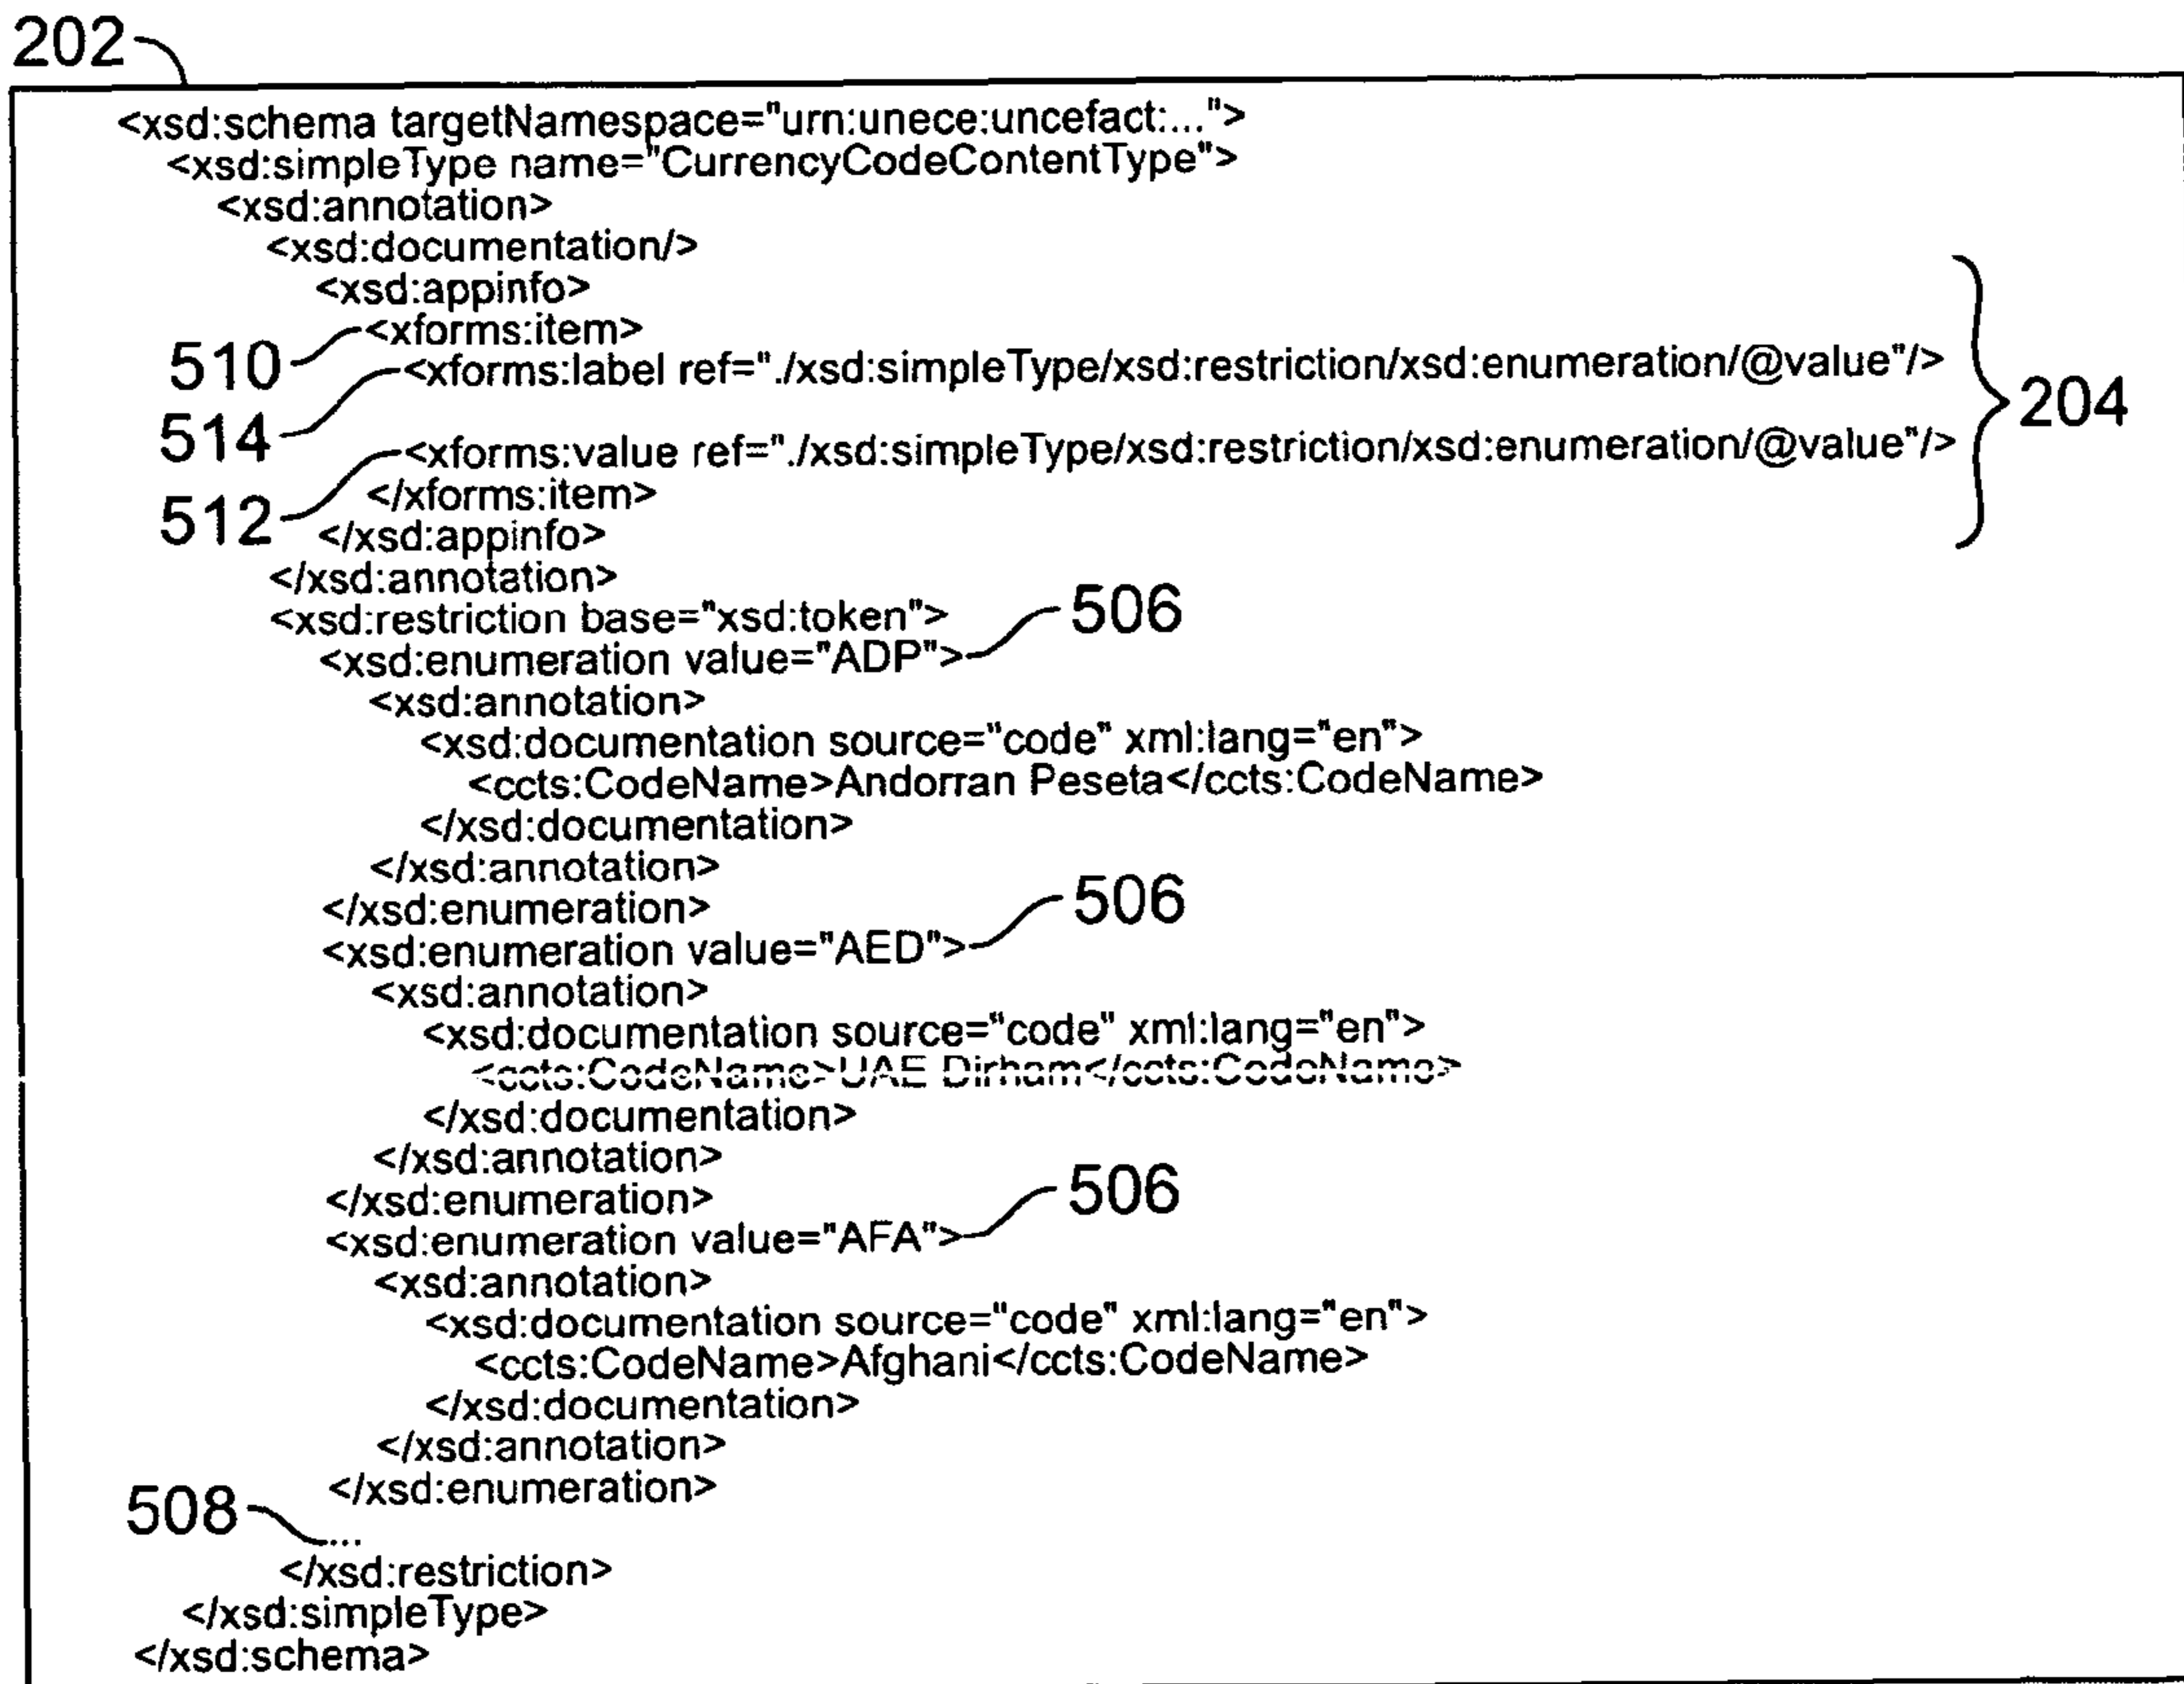 202
<xsd:schema targetNamespace="urn:unece:uncefact:...">
<xsd:simpleType name="CurrencyCodeContentType">
<xsd:annotation>
<xsd:documentation/>
<xsd:appinfo>
510 <xforms:item>
514 <xforms:label ref="./xsd:simpleType/xsd:restriction/xsd:enumeration/@value"/>
204
512 <xforms:value ref="./xsd:simpleType/xsd:restriction/xsd:enumeration/@value"/>
</xforms:item>
</xsd:appinfo>
</xsd:annotation>
<xsd:restriction base="xsd:token">
<xsd:enumeration value="ADP"> 506
<xsd:annotation>
<xsd:documentation source="code" xml:lang="en">
<ccts:CodeName>Andorran Peseta</ccts:CodeName>
</xsd:documentation>
</xsd:annotation>
</xsd:enumeration>
<xsd:enumeration value="AED"> 506
<xsd:annotation>
<xsd:documentation source="code" xml:lang="en">
<ccts:CodeName>UAE Dirham</ccts:CodeName>
</xsd:documentation>
</xsd:annotation>
</xsd:enumeration>
<xsd:enumeration value="AFA"> 506
<xsd:annotation>
<xsd:documentation source="code" xml:lang="en">
<ccts:CodeName>Afghani</ccts:CodeName>
</xsd:documentation>
</xsd:annotation>
</xsd:enumeration>
508 ...
</xsd:restriction>
</xsd:simpleType>
</xsd:schema>